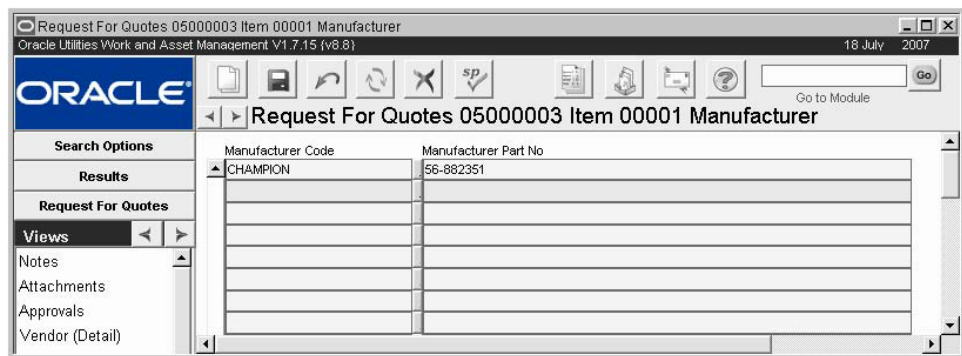 Request For Quotes 05000003 Item 00001 Manufacturer
Oracle Utilities Work and Asset Management V1.7.15 (v8.8) 18 July 2007
ORACLE
sp
?
Go
Go to Module
Request For Quotes 05000003 Item 00001 Manufacturer
Search Options
Results
Request For Quotes
Views
Notes
Attachments
Approvals
Vendor (Detail)
Manufacturer Code Manufacturer Part No
CHAMPION 56-882351